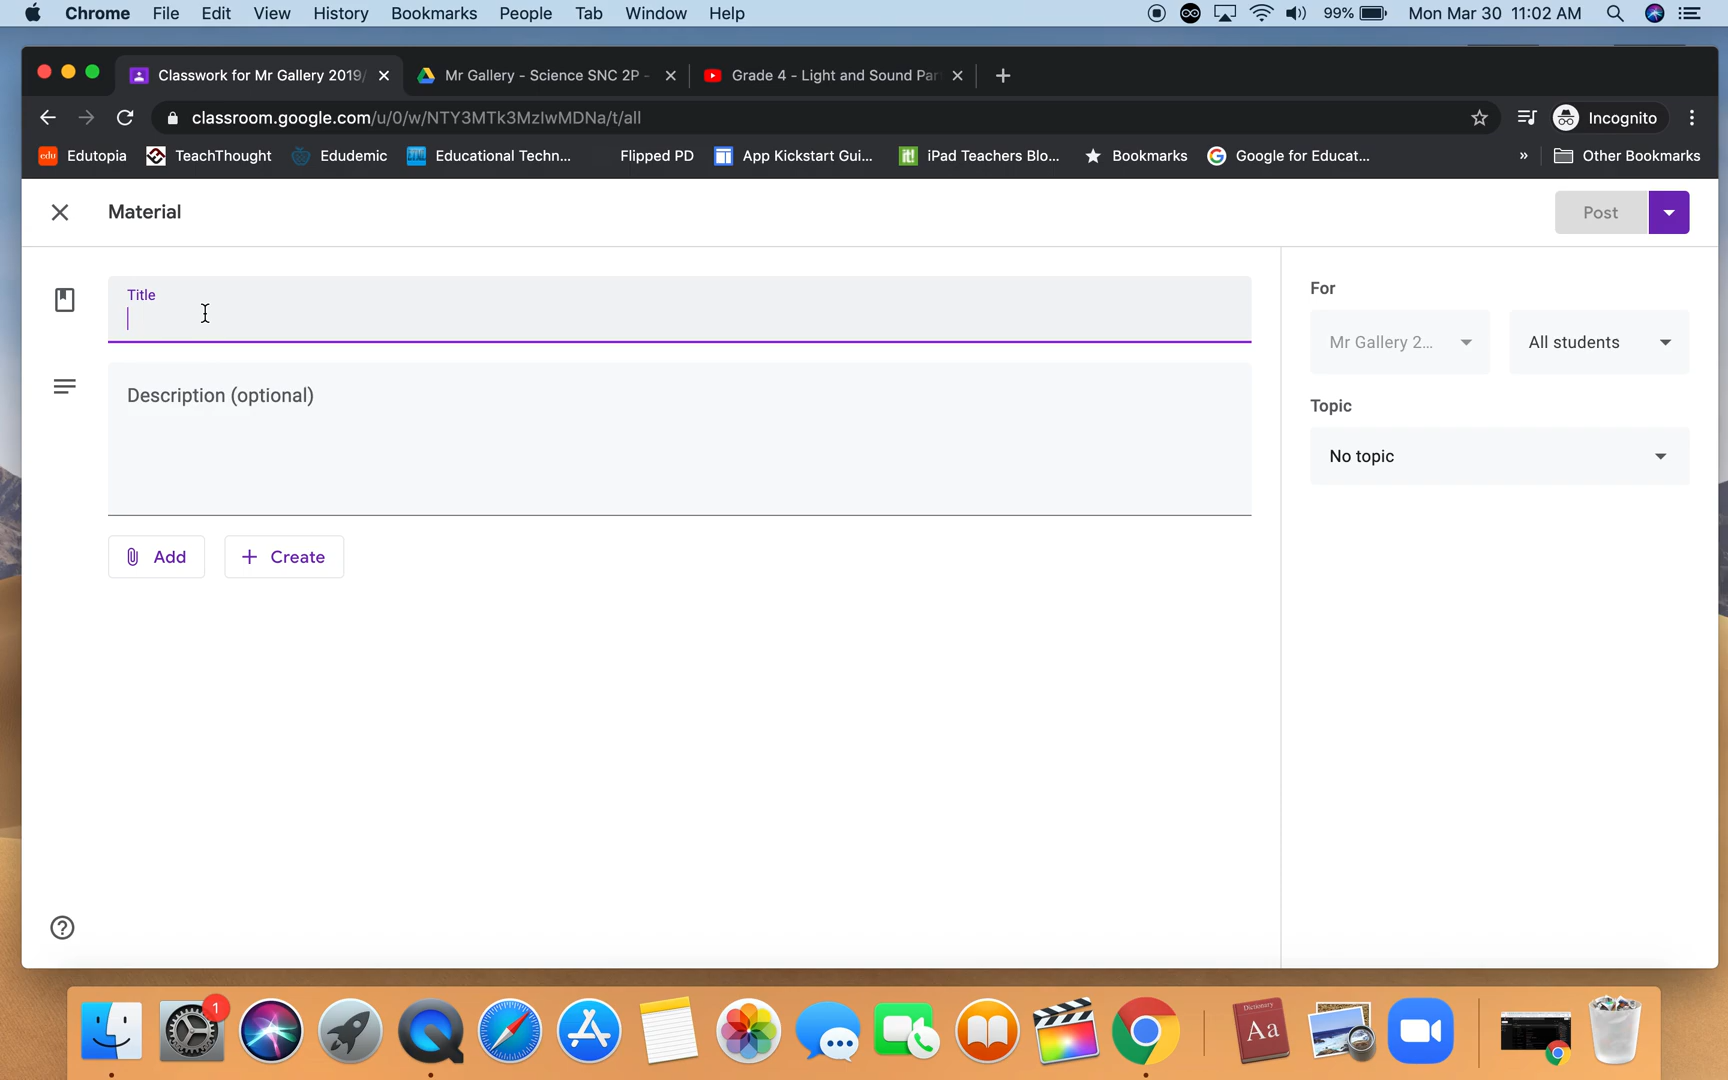 Chrome File Edit View History Bookmarks People Tab Window Help 99% Mon Mar 30 11:02 AM
Classwork for Mr Gallery 2019/ Mr Gallery - Science SNC 2P - Grade 4 - Light and Sound Par
classroom.google.com/u/0/w/NTY3MTk3MzIwMDNa/t/all Incognito
edu Edutopia TeachThought Edudemic Educational Techn... Flipped PD App Kickstart Gui... it! iPad Teachers Blo... Bookmarks Google for Educat... » Other Bookmarks
Material Post
Title
For
Mr Gallery 2... All students
Description (optional)
Topic
No topic
Add + Create
1
Dictionary
Aa